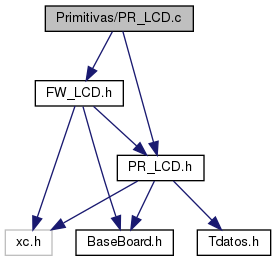 Primitivas/PR_LCD.c
FW_LCD.h
PR_LCD.h
xc.h
BaseBoard.h
Tdatos.h